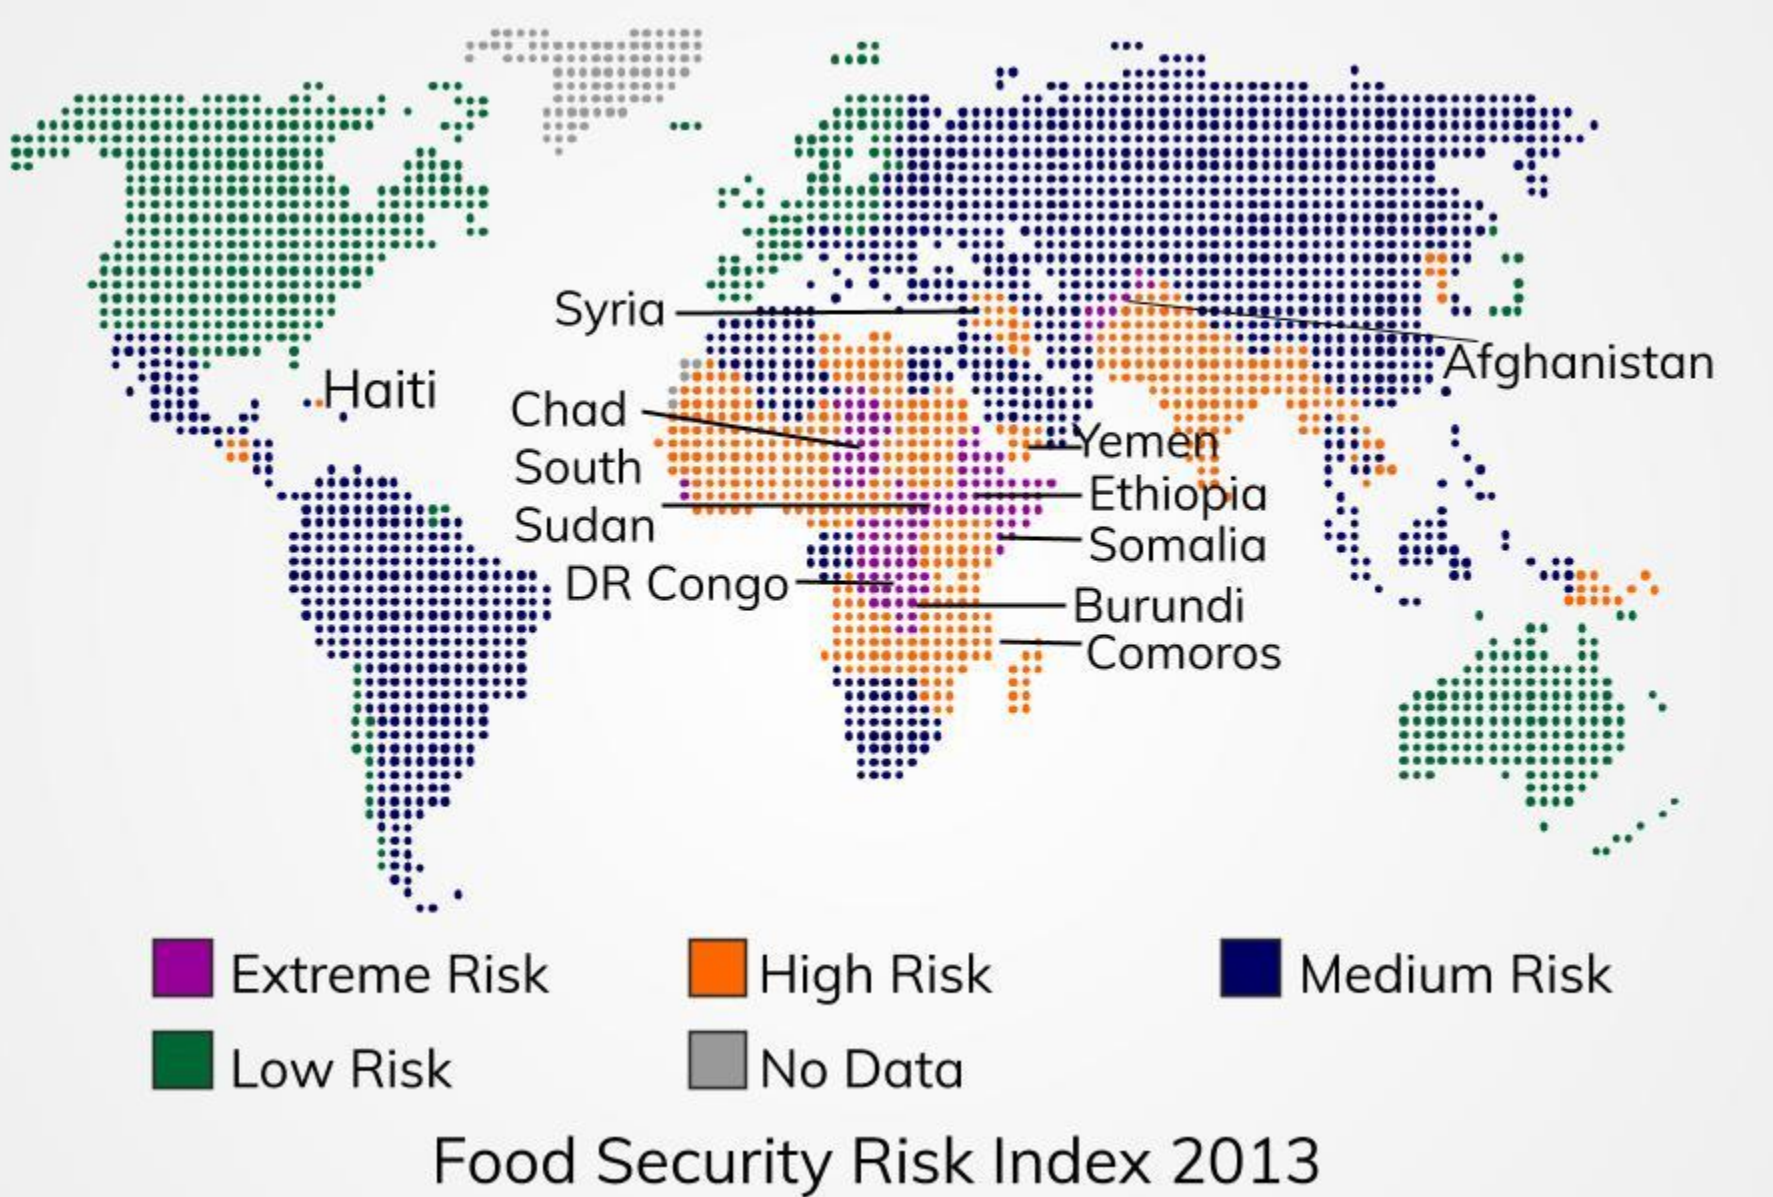 Syria
Afghanistan
Haiti
Chad
Yemen
South
Sudan
Ethiopia
Somalia
DR Congo
Burundi
Comoros
Extreme Risk
High Risk
Medium Risk
Low Risk
No Data
Food Security Risk Index 2013